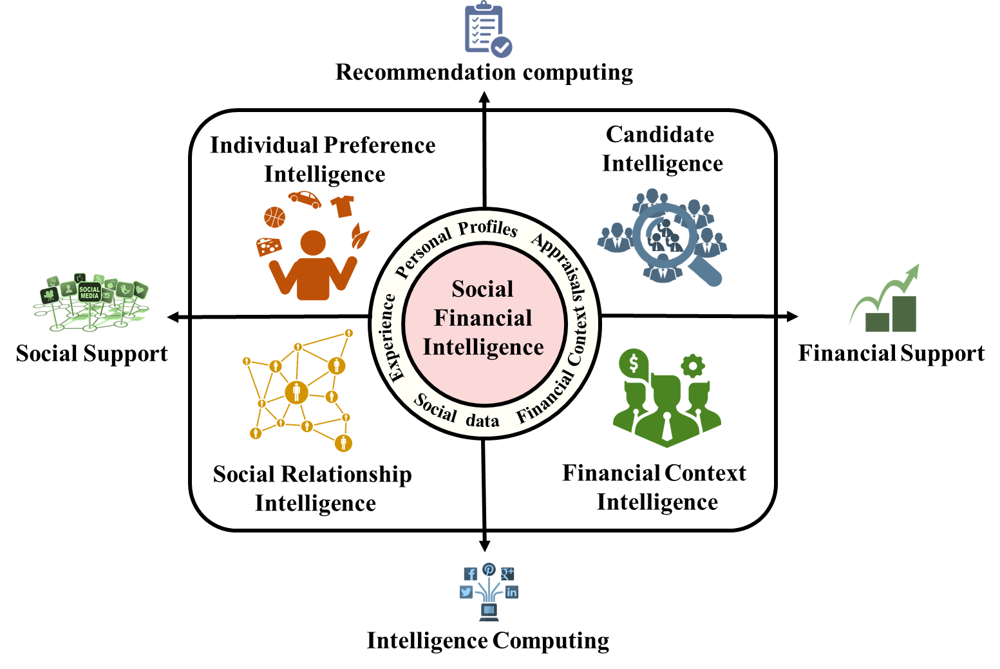 Recommendation computing
Individual Preference
Intelligence
Candidate
Intelligence
Personal Profiles
Appraisals
Experience
Financial Context
Social data
Social
Financial
Intelligence
SOCIAL
MEDIA
Social Support
$
Financial Support
Social Relationship
Intelligence
Financial Context
Intelligence
f
g+
in
Intelligence Computing